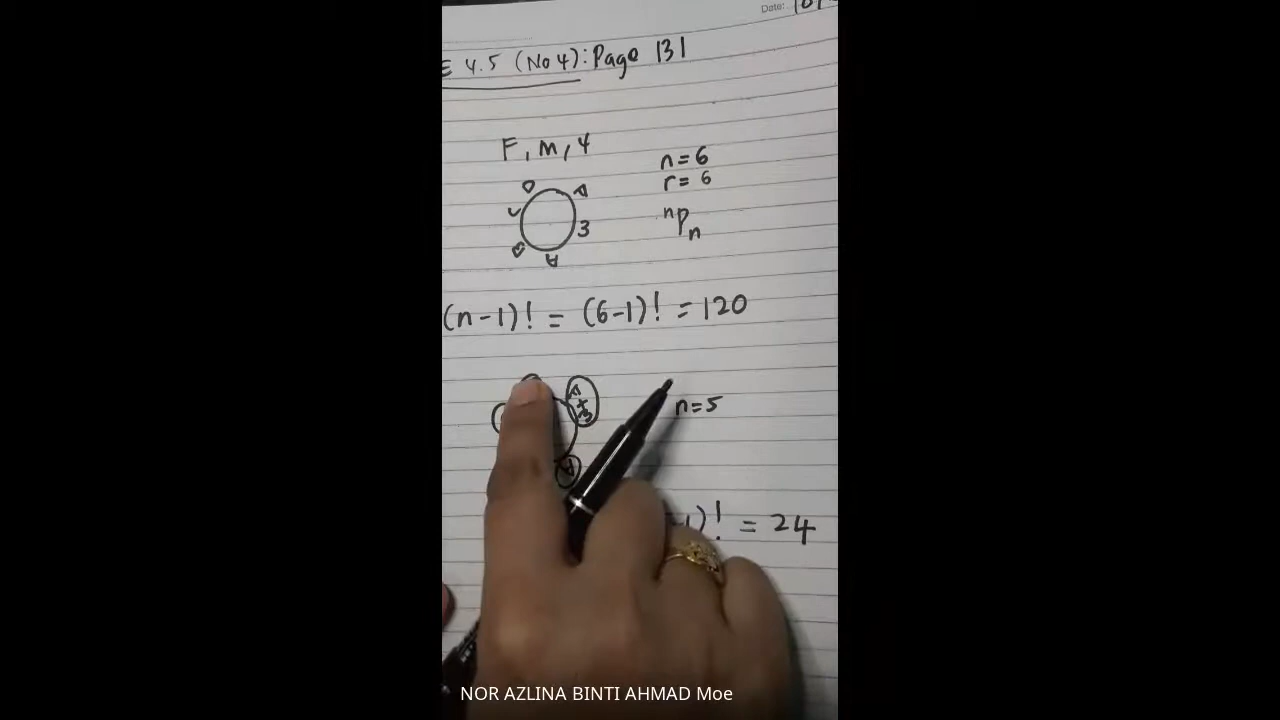 Date:
E 4.5 (No 4): Page 131
F, M, 4
n = 6
r = 6
nPn
3
(n-1)! = (6-1)! = 120
n=5
-1)! = 24
NOR AZLINA BINTI AHMAD Moe